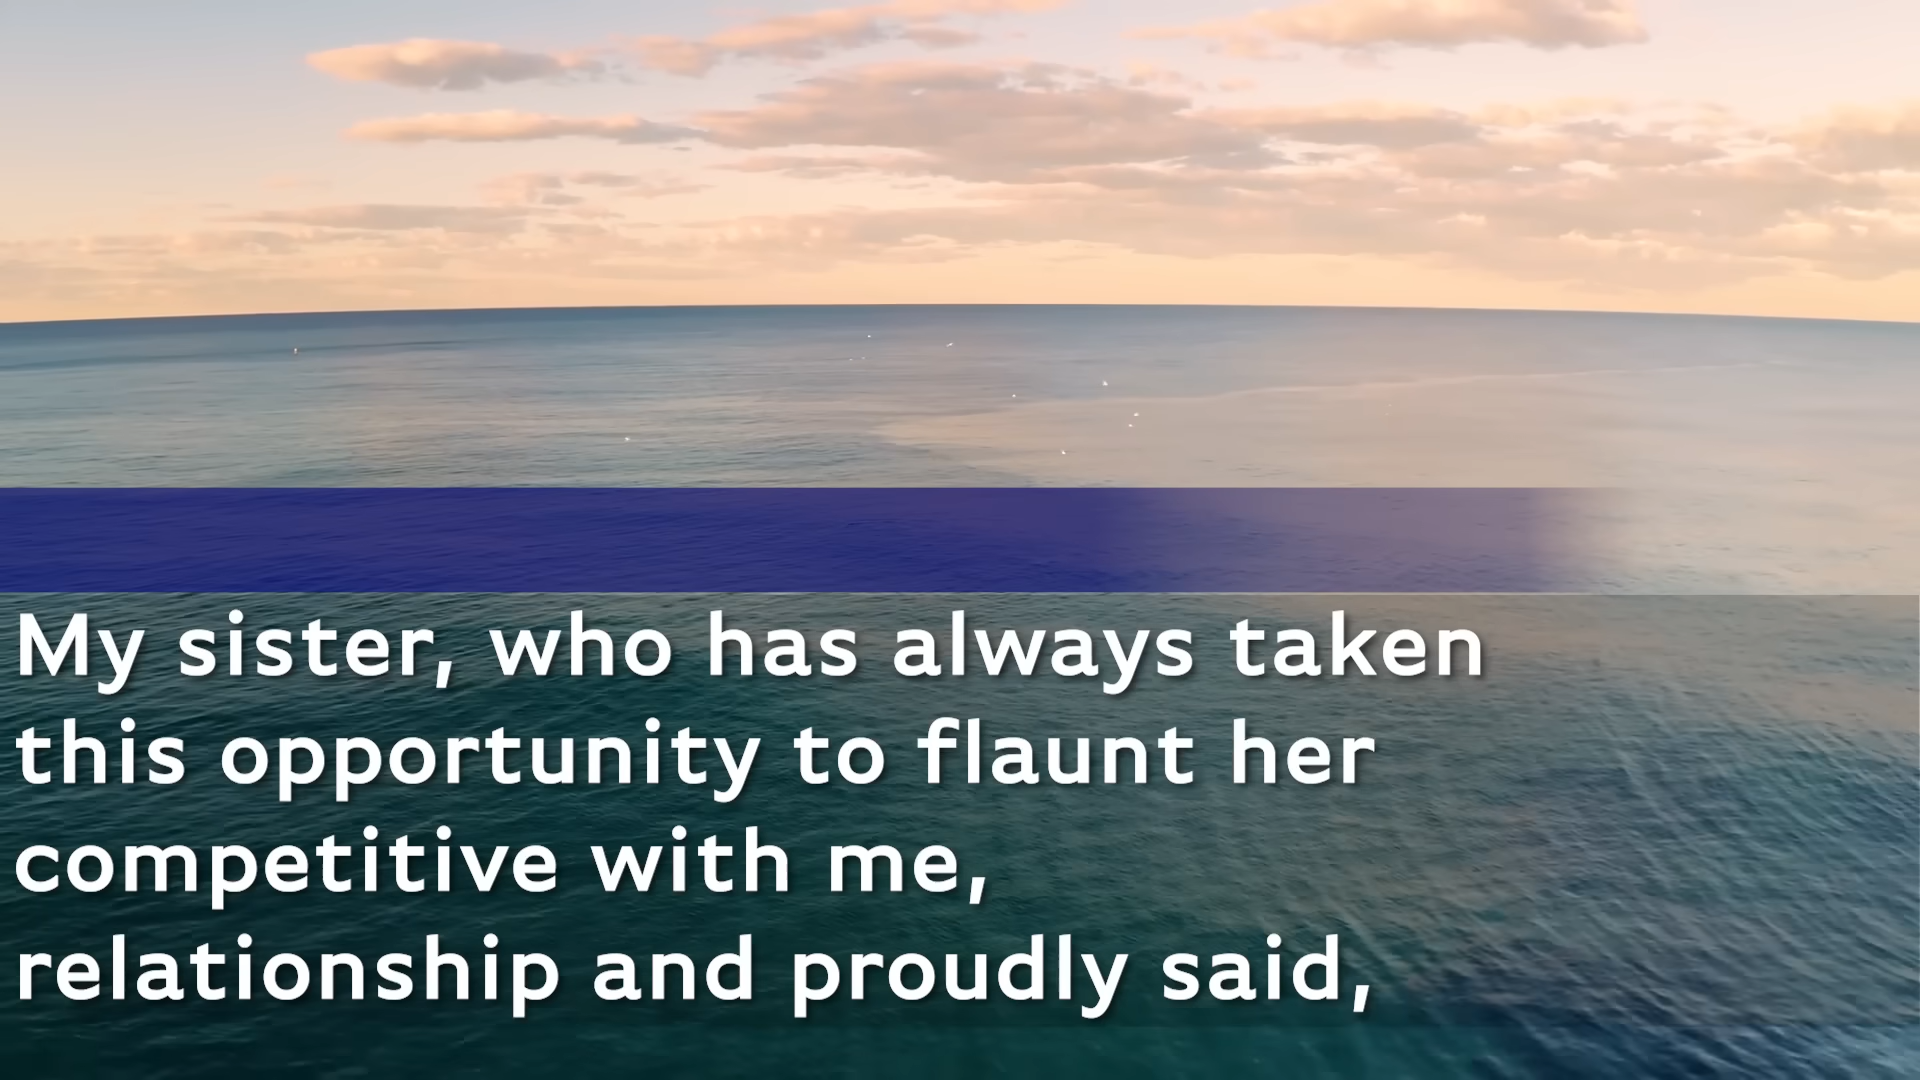 My sister, who has always taken
this opportunity to flaunt her
competitive with me,
relationship and proudly said,